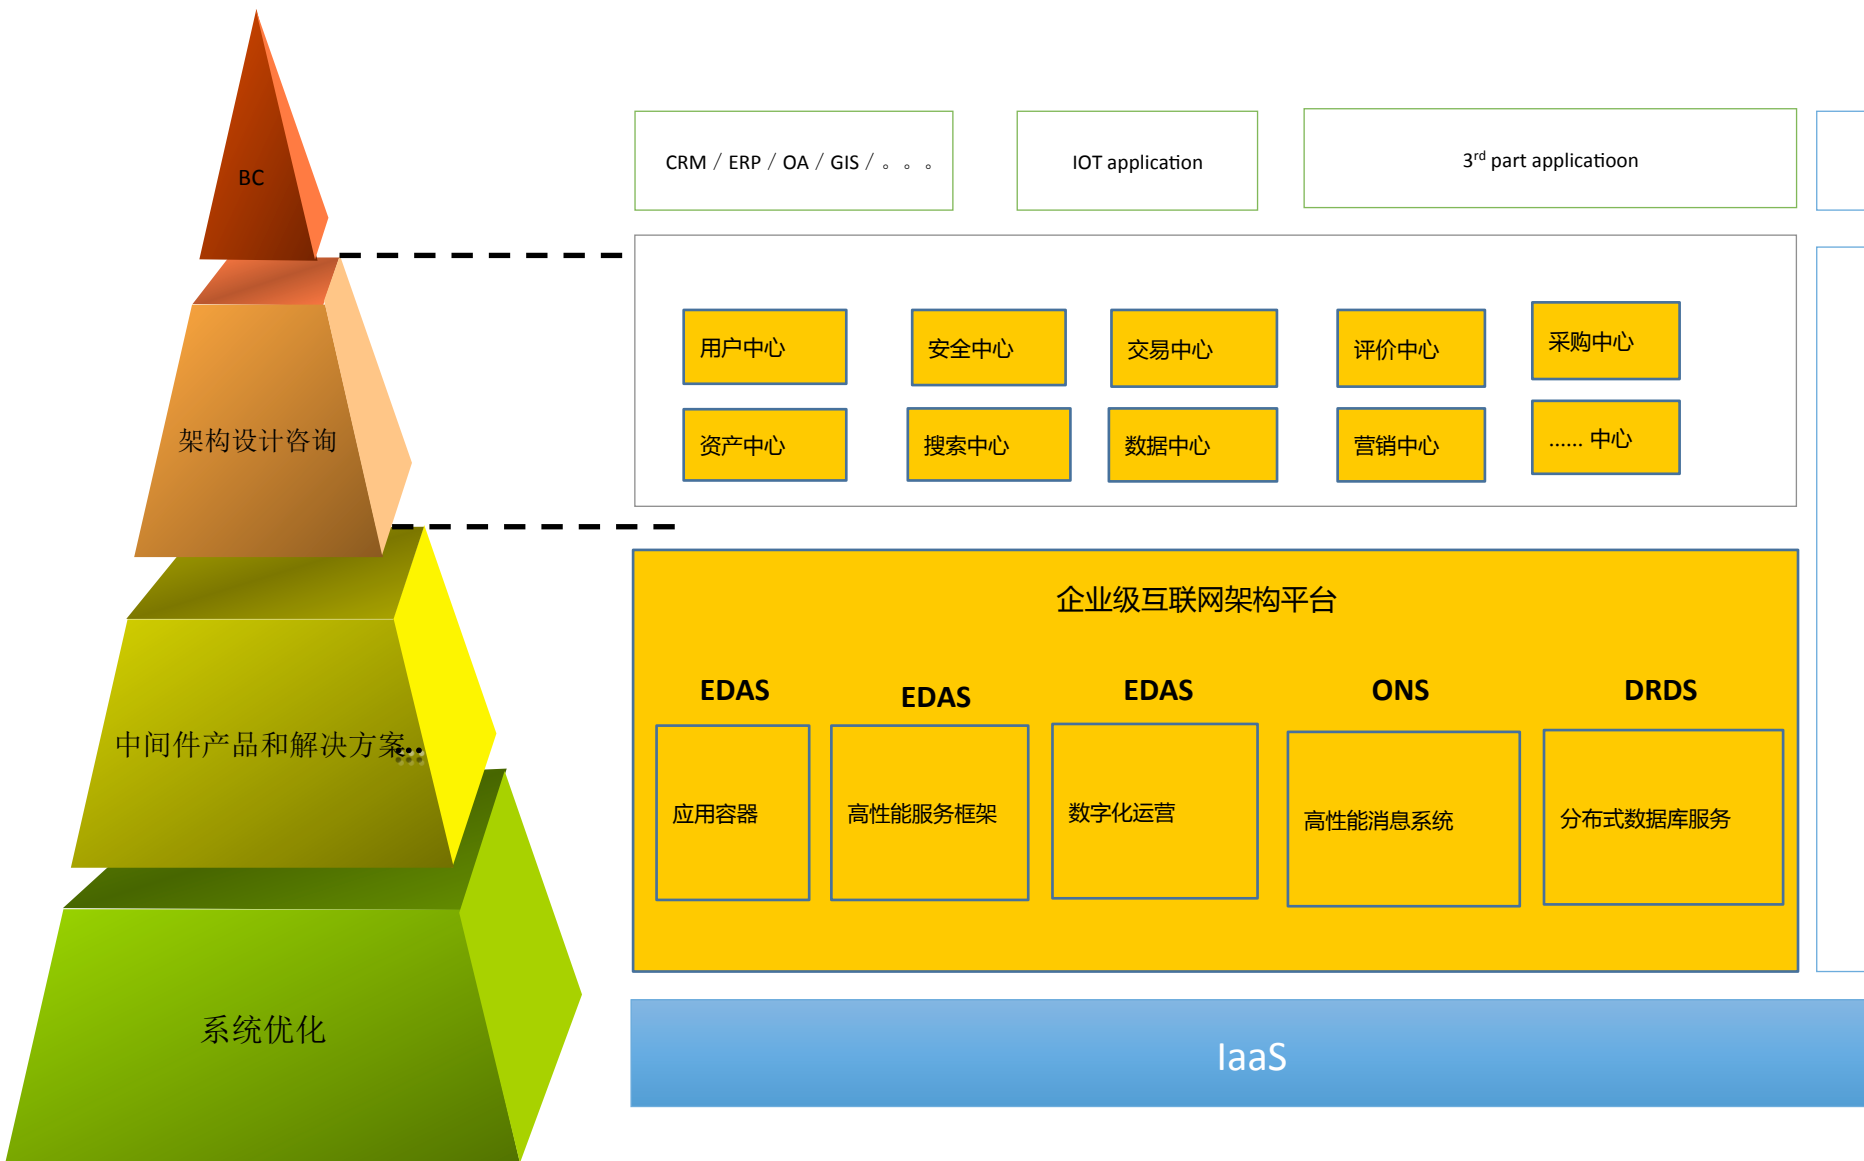 BC
架构设计咨询
中间件产品和解决方案
系统优化
CRM / ERP / OA / GIS / 。。。
IOT application
3rd part applicatioon
用户中心
安全中心
交易中心
评价中心
采购中心
资产中心
搜索中心
数据中心
营销中心
...... 中心
企业级互联网架构平台
EDAS
EDAS
EDAS
ONS
DRDS
应用容器
高性能服务框架
数字化运营
高性能消息系统
分布式数据库服务
IaaS